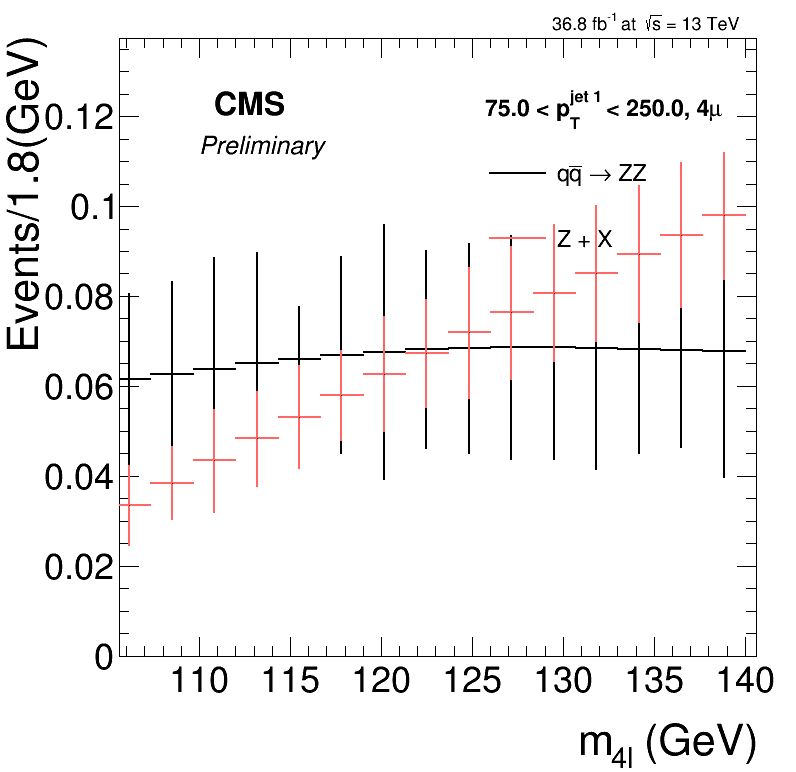 36.8 fb⁻¹ at √s = 13 TeV
Events/1.8(GeV)
CMS
Preliminary
75.0 < p_T^{jet 1} < 250.0, 4μ
qq̅ → ZZ
Z + X
0.12
0.1
0.08
0.06
0.04
0.02
0
110 115 120 125 130 135 140
m_{4l} (GeV)